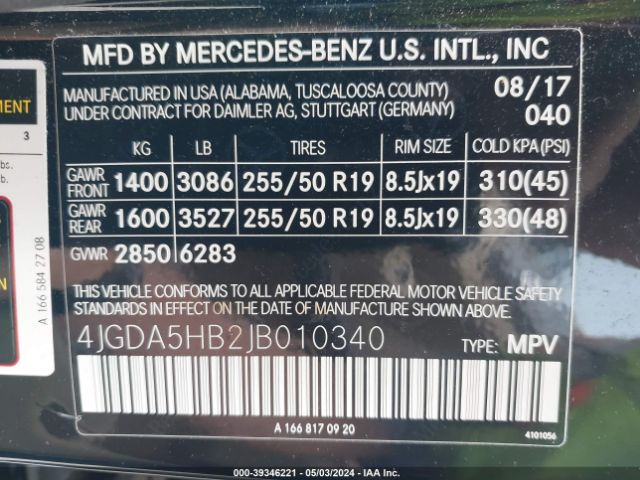 MFD BY MERCEDES-BENZ U.S. INTL., INC
MANUFACTURED IN USA (ALABAMA, TUSCALOOSA COUNTY) 08/17
UNDER CONTRACT FOR DAIMLER AG, STUTTGART (GERMANY) 040
KG LB TIRES RIM SIZE COLD KPA(PSI)
GAWR FRONT 1400 3086 255/50 R19 8.5Jx19 310(45)
GAWR REAR 1600 3527 255/50 R19 8.5Jx19 330(48)
GVWR 2850 6283
THIS VEHICLE CONFORMS TO ALL APPLICABLE FEDERAL MOTOR VEHICLE SAFETY
STANDARDS IN EFFECT ON THE DATE OF MANUFACTURE SHOWN ABOVE.
4JGDA5HB2JB010340 TYPE: MPV
A 166 817 09 20
4101056
3
A 166 584 27 08
000-39346221 - 05/03/2024 - IAA Inc.